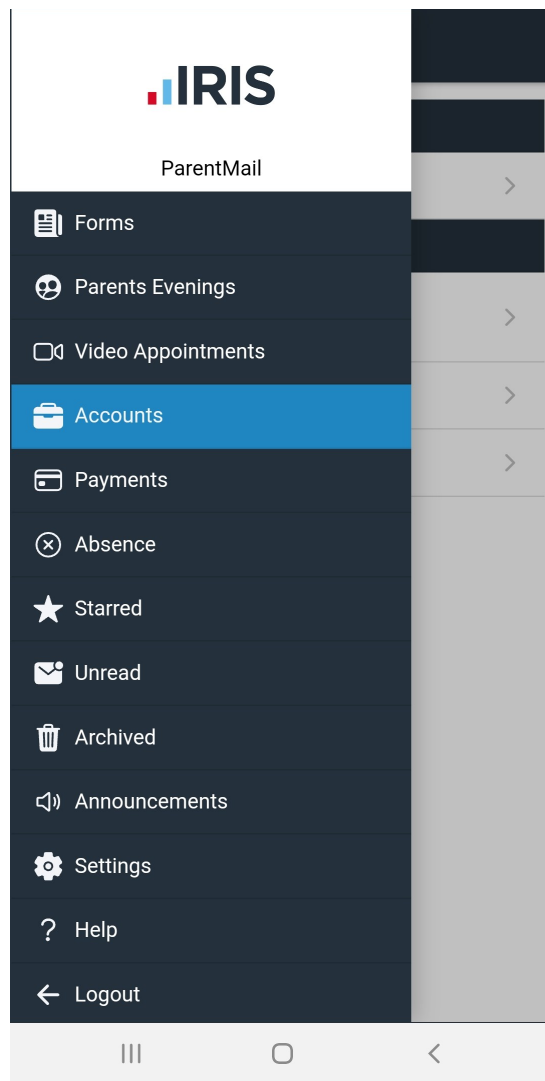 IRIS
ParentMail
Forms
Parents Evenings
Video Appointments
Accounts
Payments
Absence
Starred
Unread
Archived
Announcements
Settings
Help
Logout